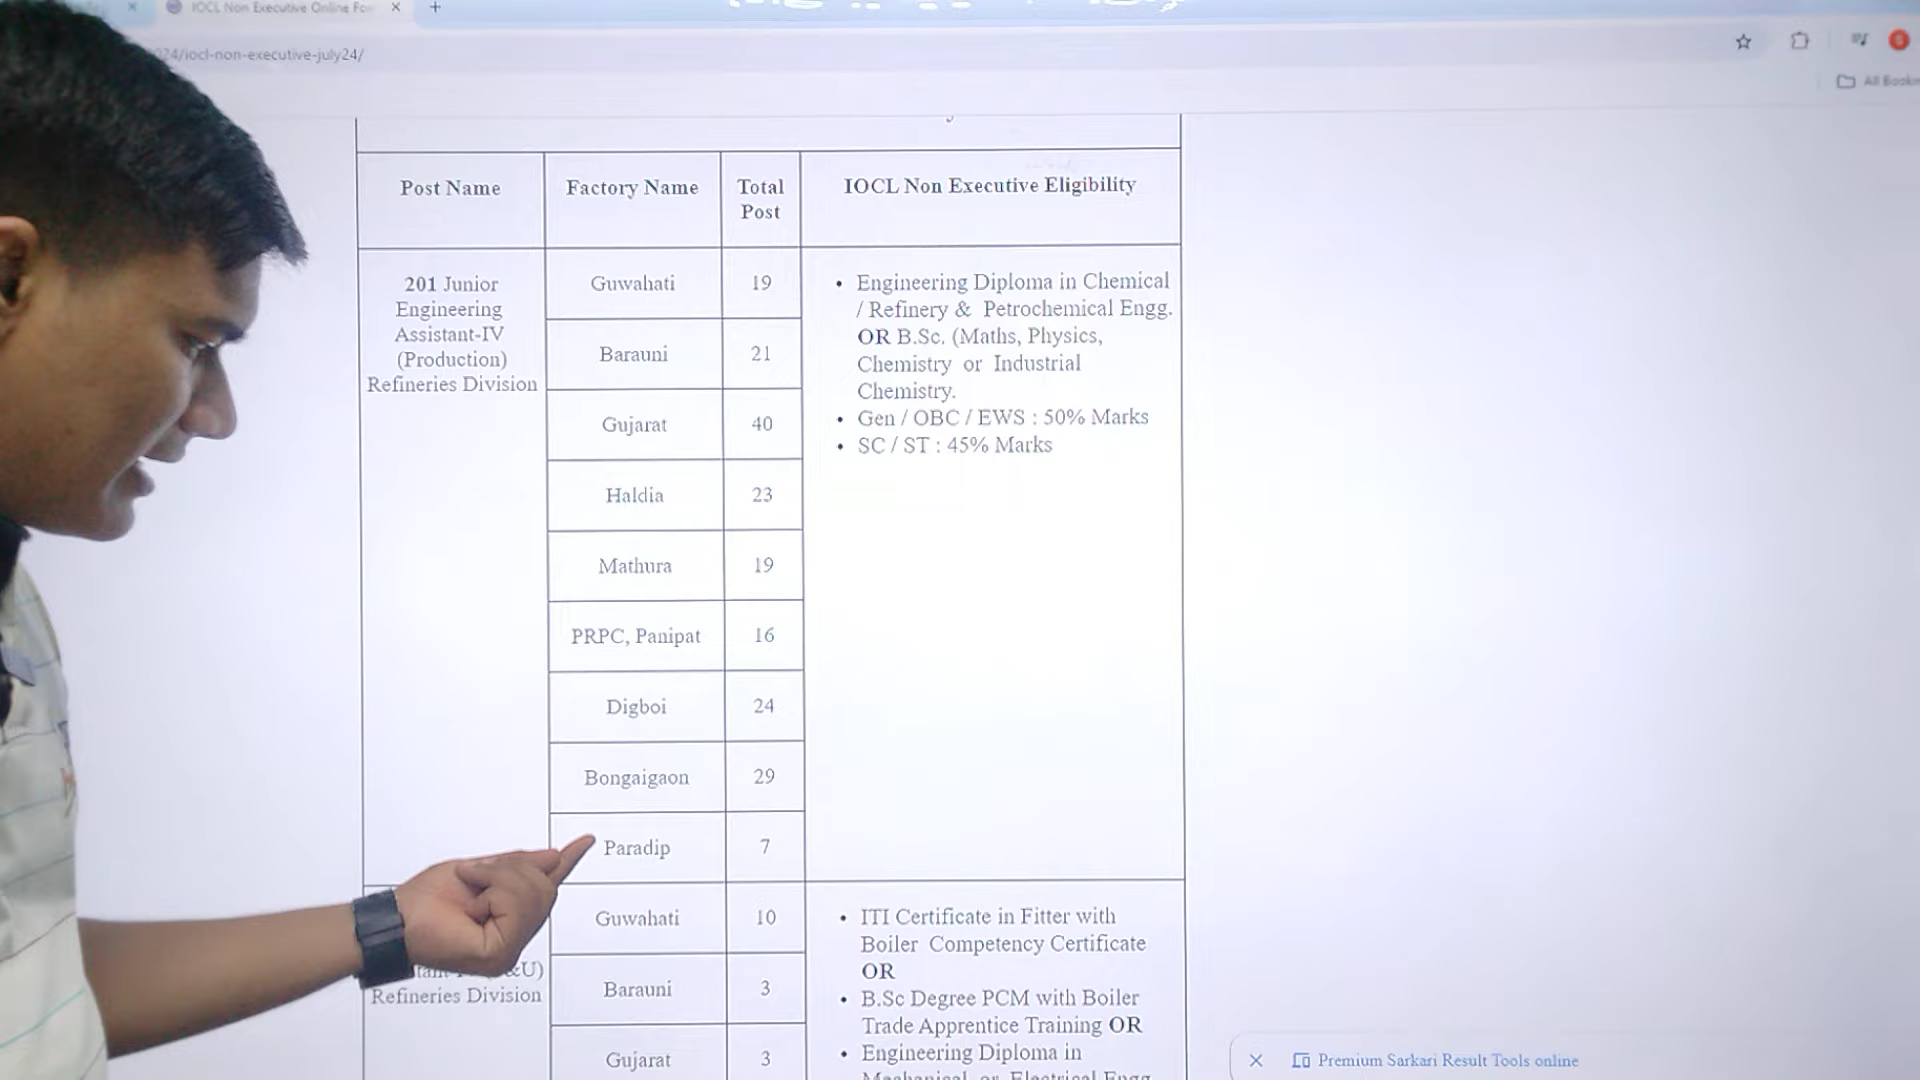 IOCL Non Executive Online For
24/iocl-non-executive-july24/
All Bookm
Post Name
Factory Name
Total
Post
IOCL Non Executive Eligibility
201 Junior
Engineering
Assistant-IV
(Production)
Refineries Division
Guwahati
19
Barauni
21
Gujarat
40
Haldia
23
Mathura
19
PRPC, Panipat
16
Digboi
24
Bongaigaon
29
Paradip
7
• Engineering Diploma in Chemical
/ Refinery & Petrochemical Engg.
OR B.Sc. (Maths, Physics,
Chemistry or Industrial
Chemistry.
• Gen / OBC / EWS : 50% Marks
• SC / ST : 45% Marks
&U)
Refineries Division
Guwahati
10
Barauni
3
Gujarat
3
• ITI Certificate in Fitter with
Boiler Competency Certificate
OR
• B.Sc Degree PCM with Boiler
Trade Apprentice Training OR
• Engineering Diploma in
Mechanical or Electrical Engg
Premium Sarkari Result Tools online